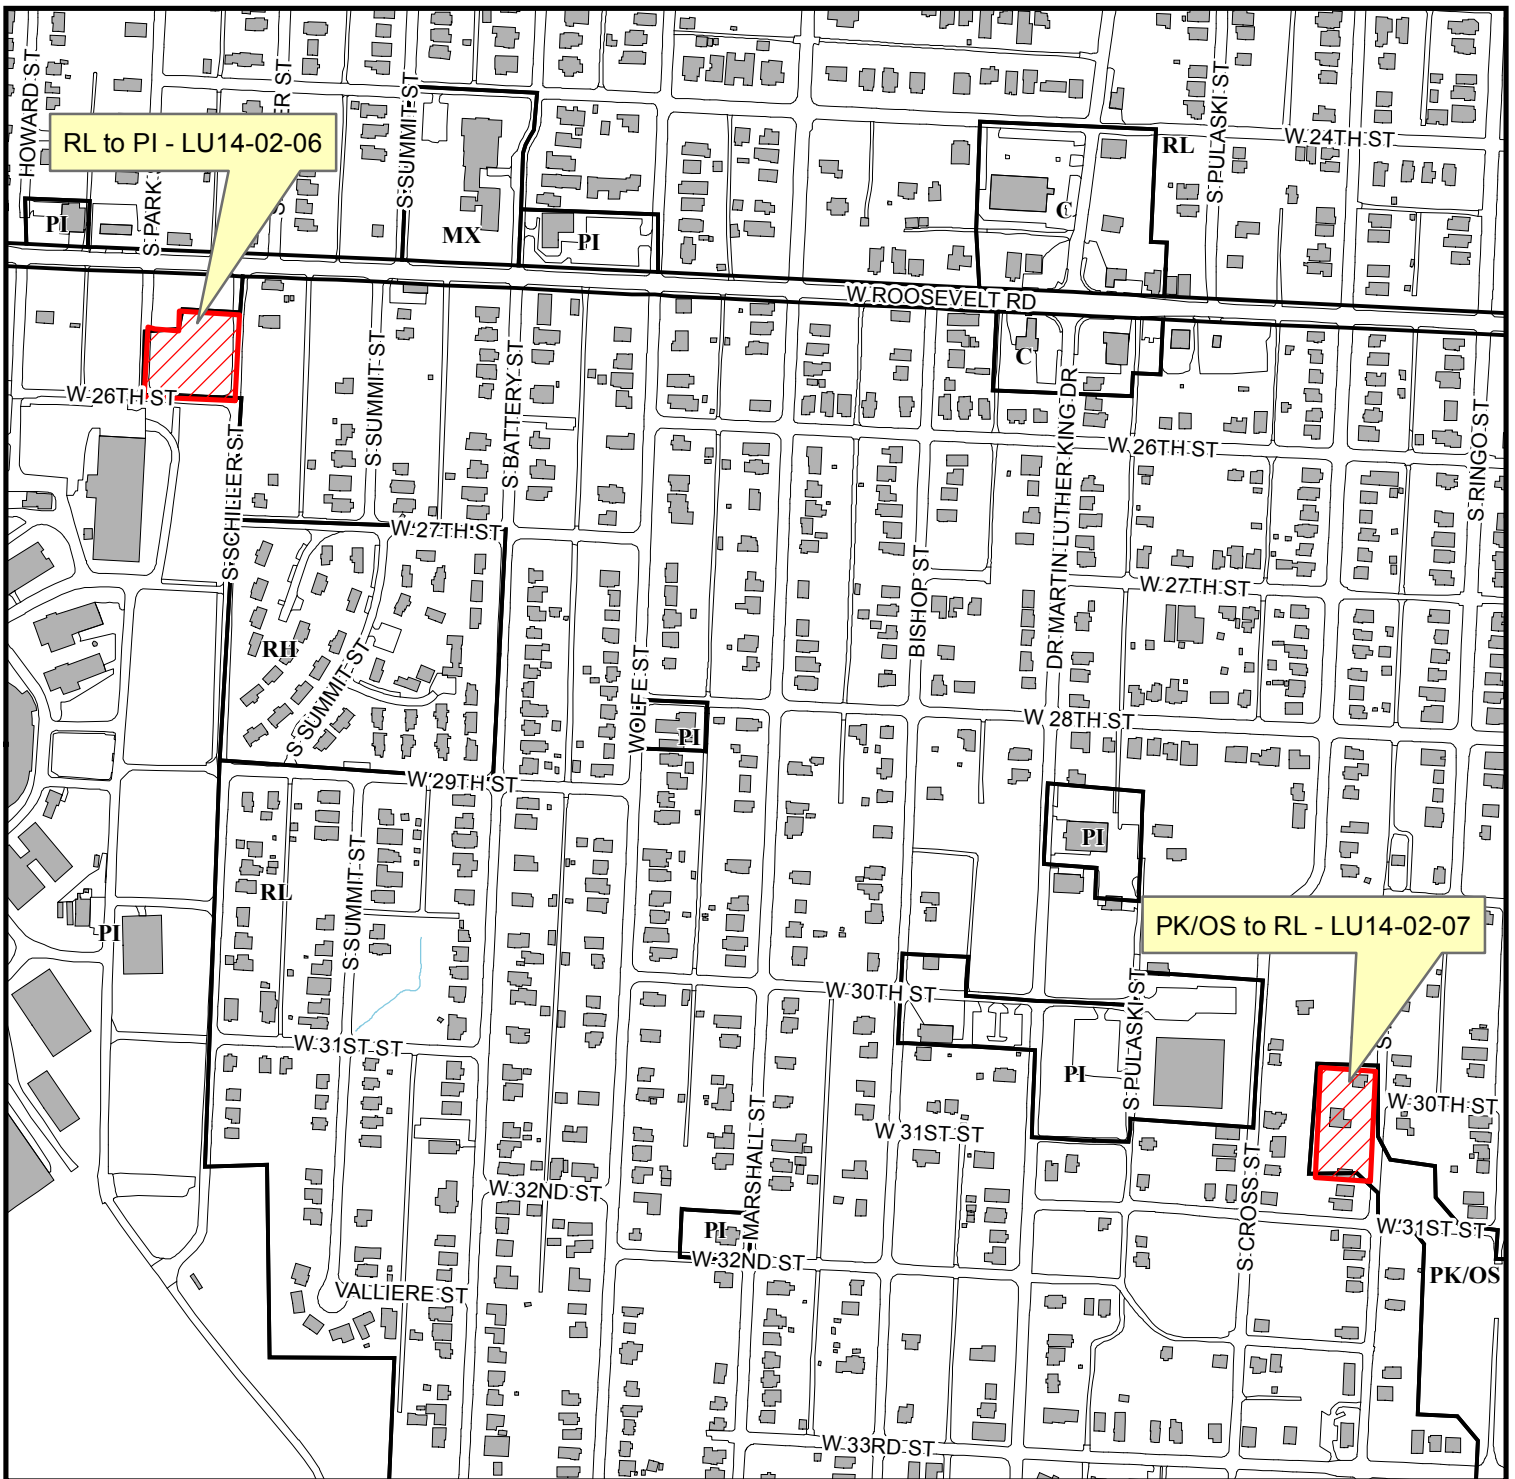 HOWARD ST
S PARK
ER ST
S SUMMIT ST
S PULASKI ST
W 24TH ST
RL to PI - LU14-02-06
RL
PI
MX
PI
C
W ROOSEVELT RD
C
W 26TH ST
S SUMMIT ST
S BATTERY ST
DR MARTIN LUTHER KING DR
W 26TH ST
S RINGO ST
S SCHILLER ST
W 27TH ST
BISHOP ST
W 27TH ST
RH
S SUMMIT ST
WOLFE ST
W 28TH ST
PI
W 29TH ST
PI
S SUMMIT ST
RL
PI
PK/OS to RL - LU14-02-07
W 30TH ST
S PULASKI ST
S
W 31ST ST
PI
W 30TH ST
W 31ST ST
MARSHALL ST
S CROSS ST
W 32ND ST
PI
W 31ST ST
W 32ND ST
PK/OS
VALLIERE ST
W 33RD ST